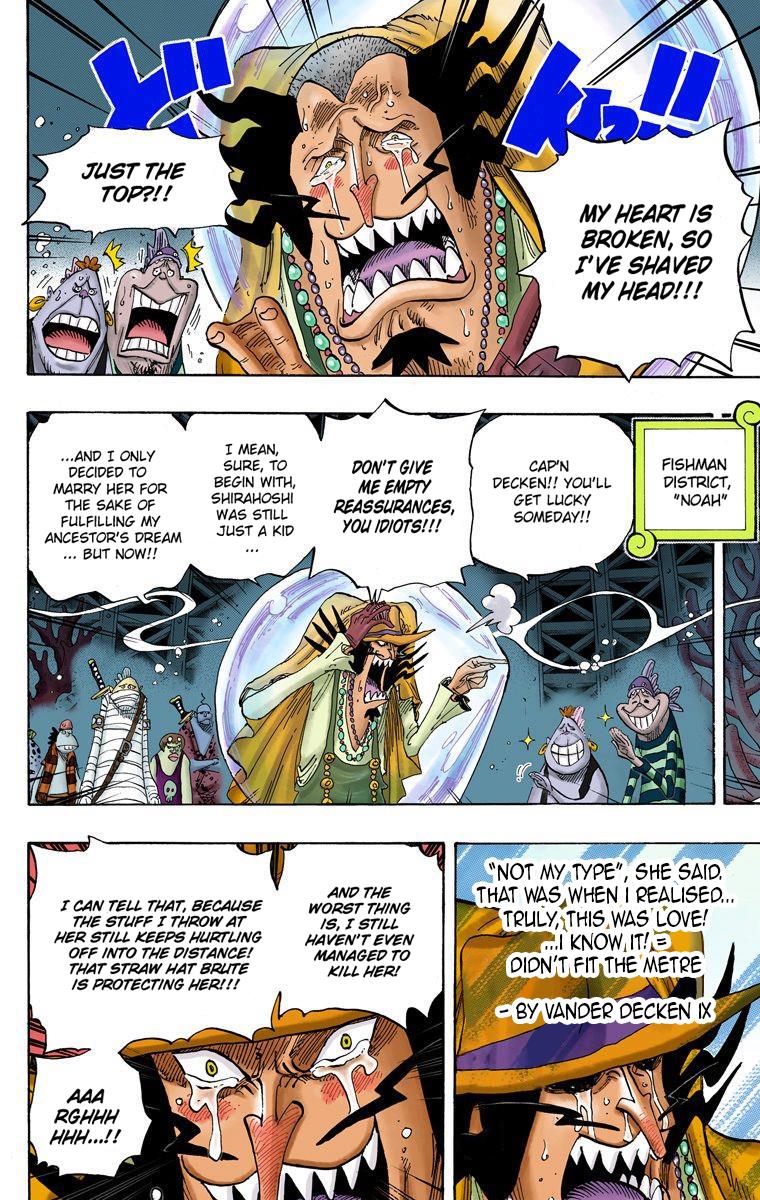 ど
ーんっ!!
MY HEART IS
BROKEN, SO
I'VE SHAVED
MY HEAD!!!
JUST THE
TOP?!!
FISHMAN
DISTRICT,
"NOAH"
CAP'N
DECKEN!! YOU'LL
GET LUCKY
SOMEDAY!!
DON'T GIVE
ME EMPTY
REASSURANCES,
YOU IDIOTS!!!
I MEAN,
SURE, TO
BEGIN WITH,
SHIRAHOSHI
WAS STILL
JUST A KID
...
...AND I ONLY
DECIDED TO
MARRY HER FOR
THE SAKE OF
FULFILLING MY
ANCESTOR'S DREAM
... BUT NOW!!
"NOT MY TYPE", SHE SAID.
THAT WAS WHEN I REALISED...
TRULY, THIS WAS LOVE!
...I KNOW IT! =
DIDN'T FIT THE METRE
- BY VANDER DECKEN IX
AND THE
WORST THING
IS, I STILL
HAVEN'T EVEN
MANAGED TO
KILL HER!
I CAN TELL THAT, BECAUSE
THE STUFF I THROW AT
HER STILL KEEPS HURTLING
OFF INTO THE DISTANCE!
THAT STRAW HAT BRUTE
IS PROTECTING HER!!!
AAA
RGHHH
HHH...!!